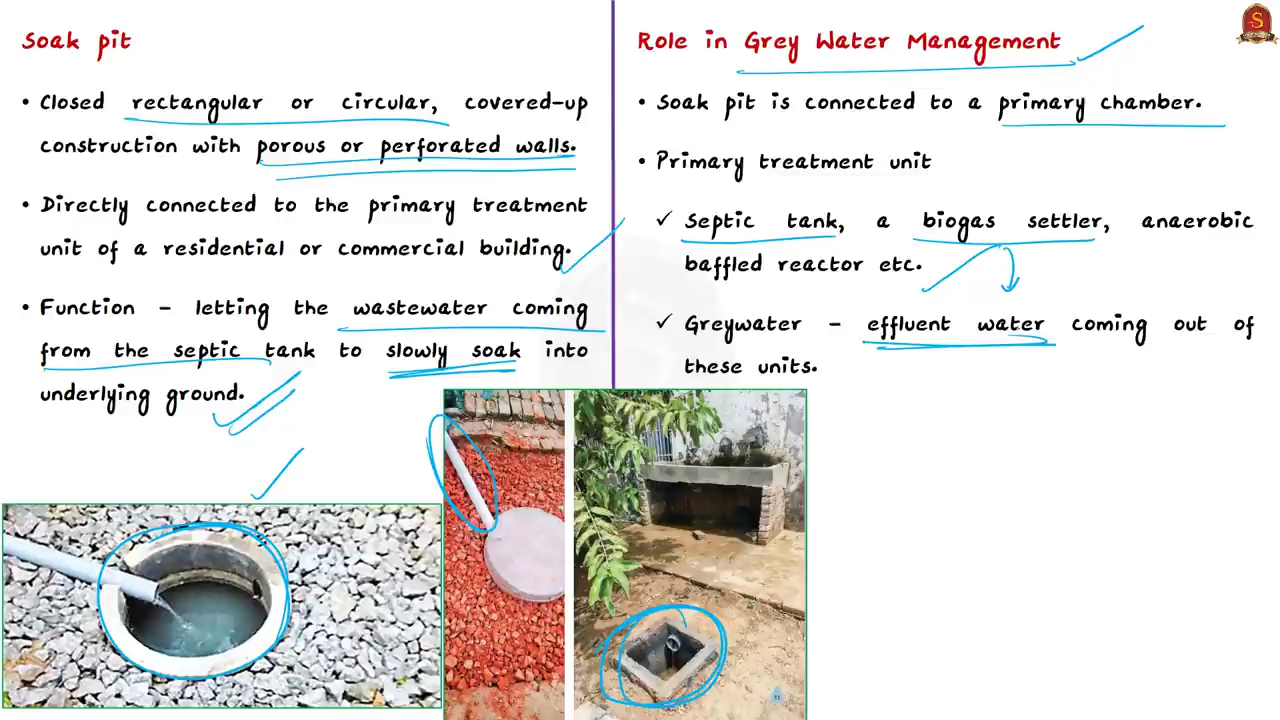 Soak pit
• Closed rectangular or circular, covered-up
construction with porous or perforated walls.
• Directly connected to the primary treatment
unit of a residential or commercial building.
• Function – letting the wastewater coming
from the septic tank to slowly soak into
underlying ground.
Role in Grey Water Management
• Soak pit is connected to a primary chamber.
• Primary treatment unit
✓ Septic tank, a biogas settler, anaerobic
baffled reactor etc.
✓ Greywater – effluent water coming out of
these units.
11